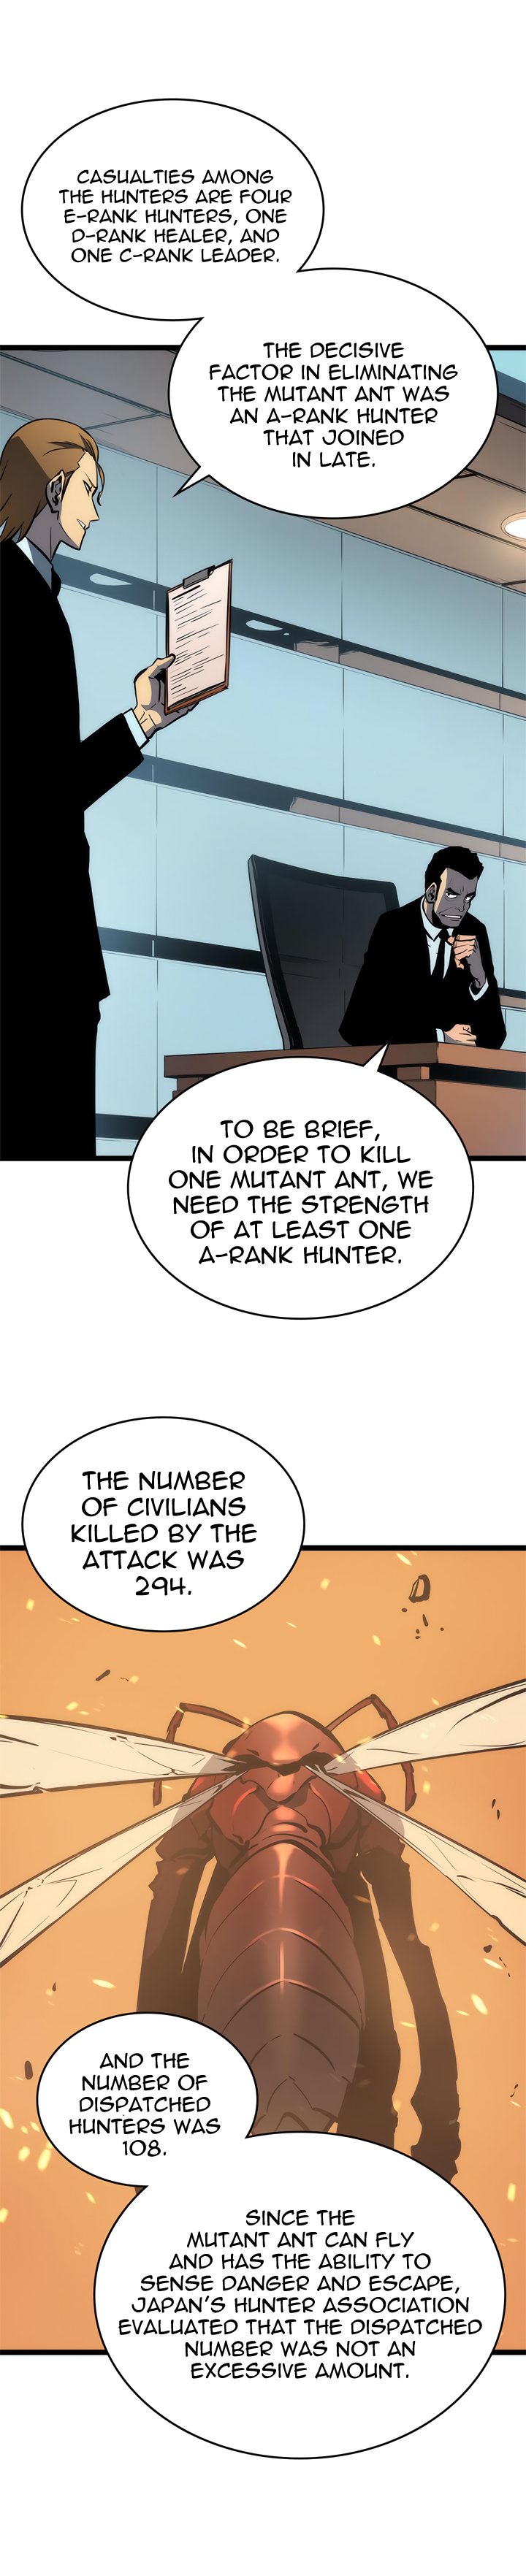 CASUALTIES AMONG
THE HUNTERS ARE FOUR
E-RANK HUNTERS, ONE
D-RANK HEALER, AND
ONE C-RANK LEADER.
THE DECISIVE
FACTOR IN ELIMINATING
THE MUTANT ANT WAS
AN A-RANK HUNTER
THAT JOINED
IN LATE.
TO BE BRIEF,
IN ORDER TO KILL
ONE MUTANT ANT, WE
NEED THE STRENGTH
OF AT LEAST ONE
A-RANK HUNTER.
THE NUMBER
OF CIVILIANS
KILLED BY THE
ATTACK WAS
294.
AND THE
NUMBER OF
DISPATCHED
HUNTERS WAS
108.
SINCE THE
MUTANT ANT CAN FLY
AND HAS THE ABILITY TO
SENSE DANGER AND ESCAPE,
JAPAN'S HUNTER ASSOCIATION
EVALUATED THAT THE DISPATCHED
NUMBER WAS NOT AN
EXCESSIVE AMOUNT.